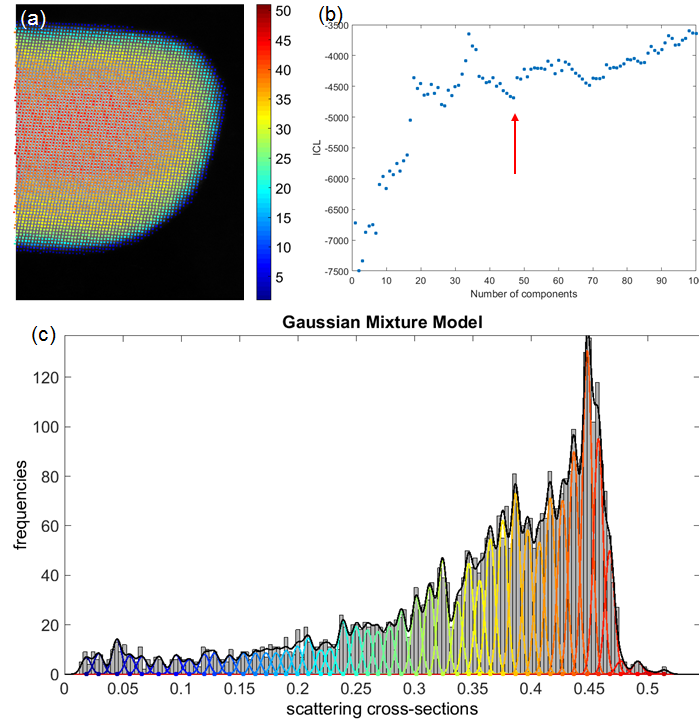 (a)
50
45
40
35
30
25
20
15
10
5
(b)
-3500
-4000
-4500
-5000
-5500
-6000
-6500
-7000
-7500
ICL
0 10 20 30 40 50 60 70 80 90 100
Number of components
(c)
Gaussian Mixture Model
120
100
80
60
40
20
0
frequencies
0 0.05 0.1 0.15 0.2 0.25 0.3 0.35 0.4 0.45 0.5
scattering cross-sections